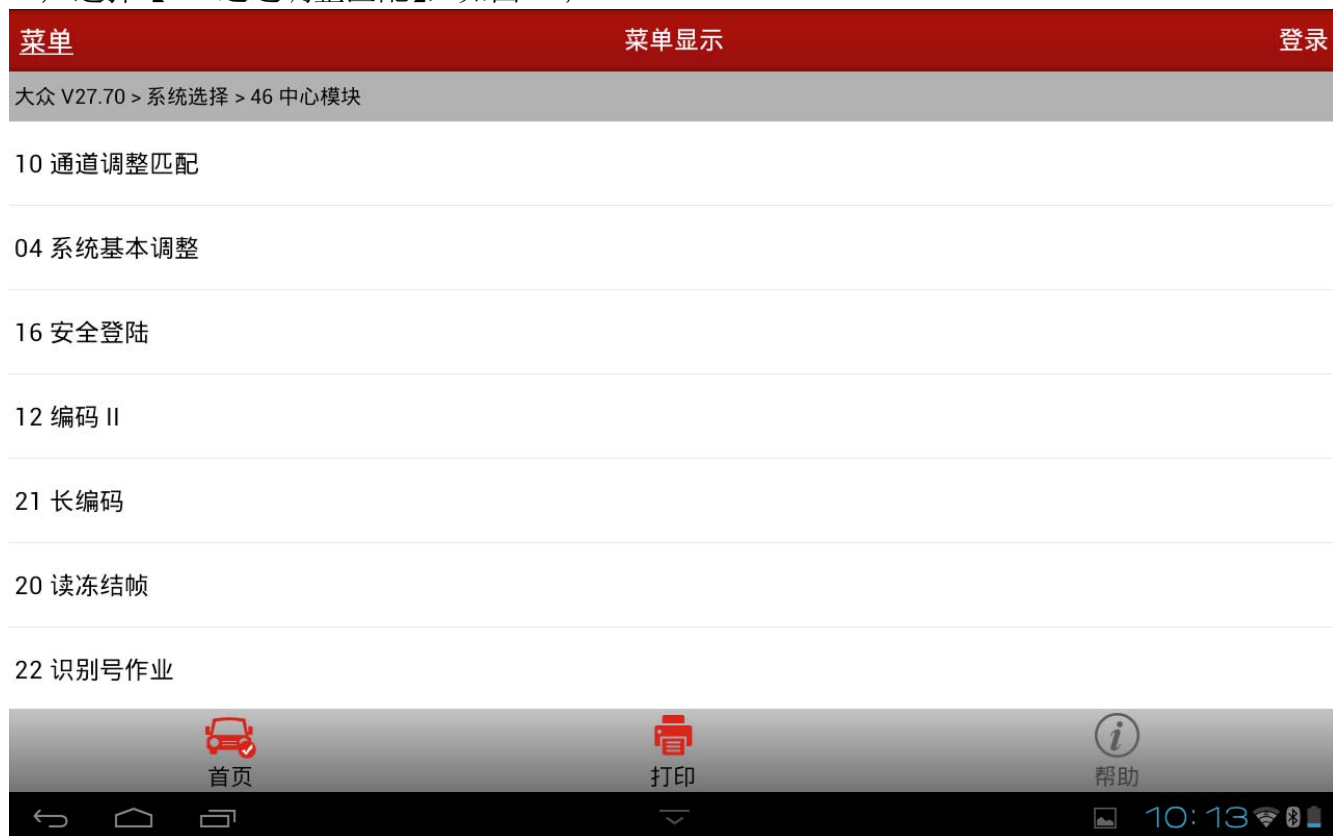 菜单 菜单显示 登录
大众 V27.70 > 系统选择 > 46 中心模块
10 通道调整匹配
04 系统基本调整
16 安全登陆
12 编码 II
21 长编码
20 读冻结帧
22 识别号作业
首页 打印 帮助
10:13